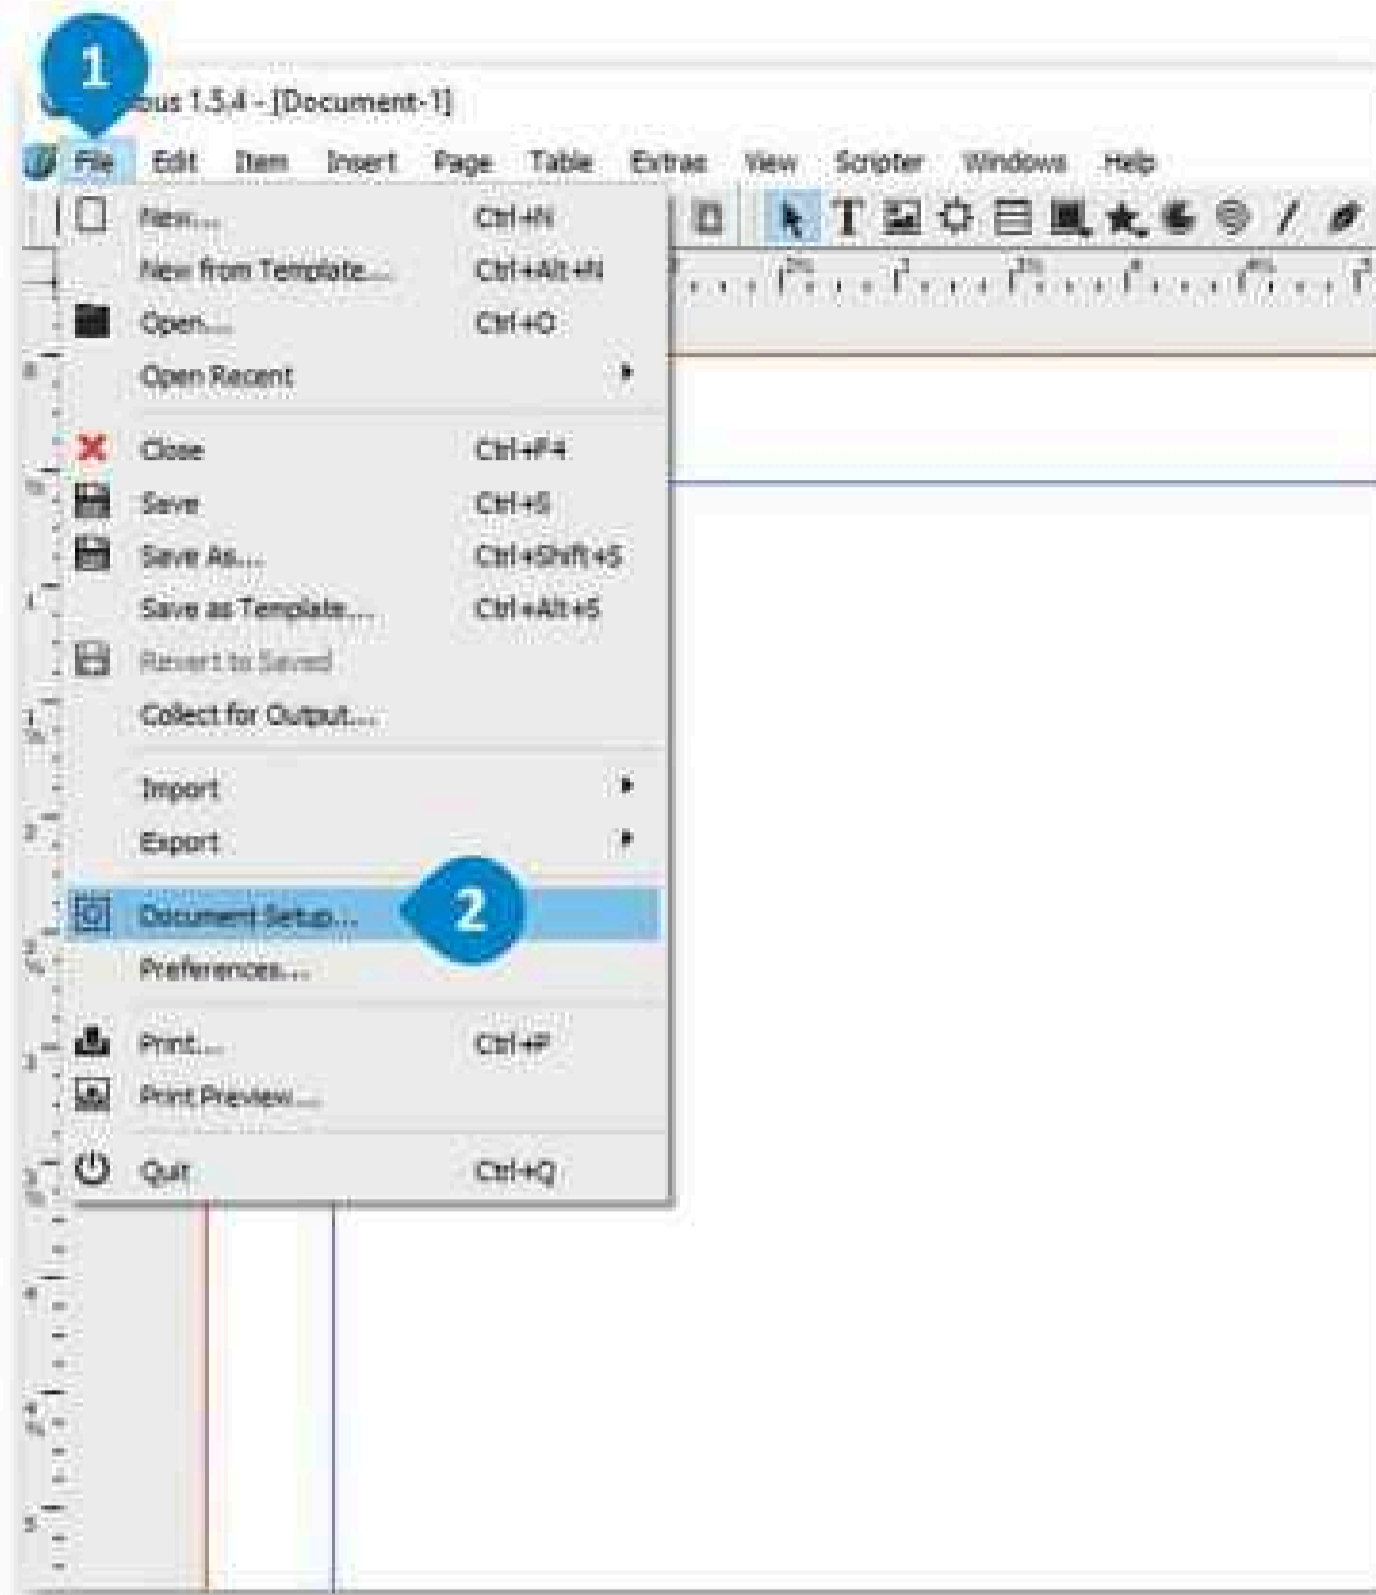 1
bus 1.5.4 - [Document-1]
File Edit Item Insert Page Table Extras View Scripter Windows Help
New... Ctrl+N
New from Template... Ctrl+Alt+N
Open... Ctrl+O
Open Recent
Close Ctrl+F4
Save Ctrl+S
Save As... Ctrl+Shift+S
Save as Template... Ctrl+Alt+S
Revert to Saved
Collect for Output...
Import
Export
Document Setup... 2
Preferences...
Print... Ctrl+P
Print Preview...
Quit Ctrl+Q